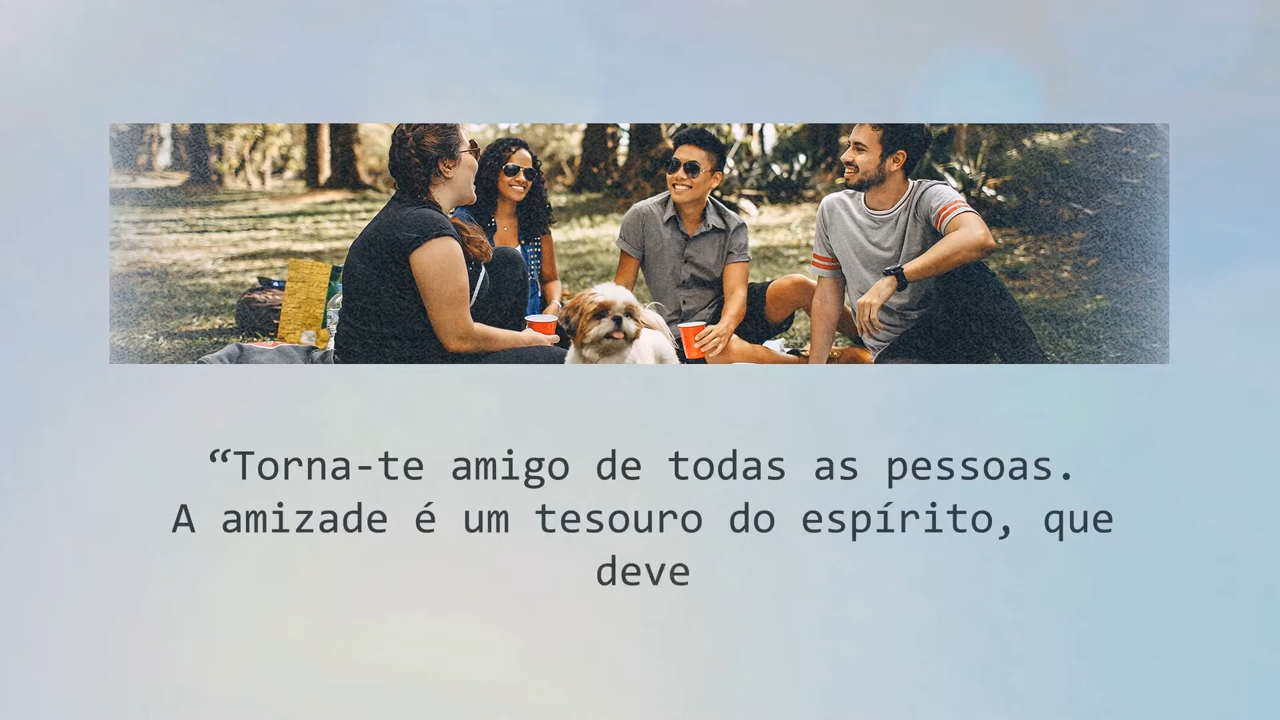 “Torna-te amigo de todas as pessoas.
A amizade é um tesouro do espírito, que
deve